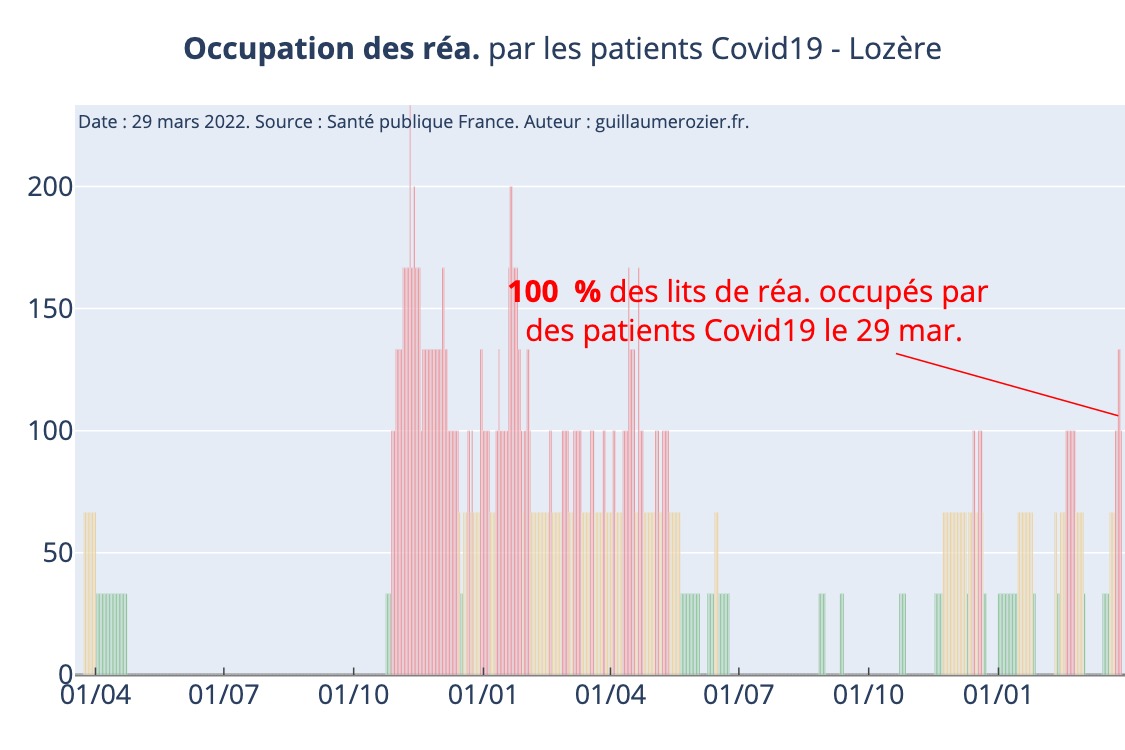 Occupation des réa. par les patients Covid19 - Lozère
Date : 29 mars 2022. Source : Santé publique France. Auteur : guillaumerozier.fr.
200
150
100
50
0
100  % des lits de réa. occupés par
des patients Covid19 le 29 mar.
01/04 01/07 01/10 01/01 01/04 01/07 01/10 01/01